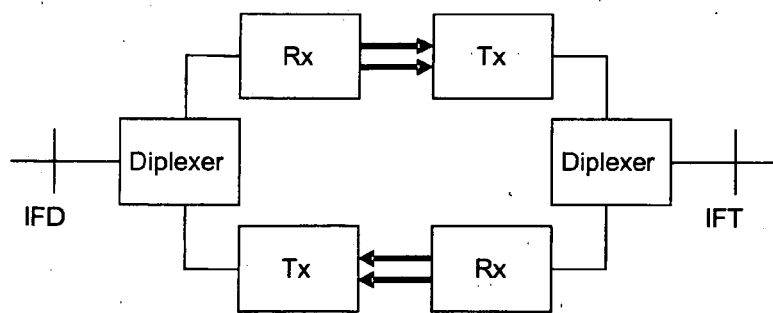 Rx
Tx
Diplexer
Diplexer
IFD
IFT
Tx
Rx